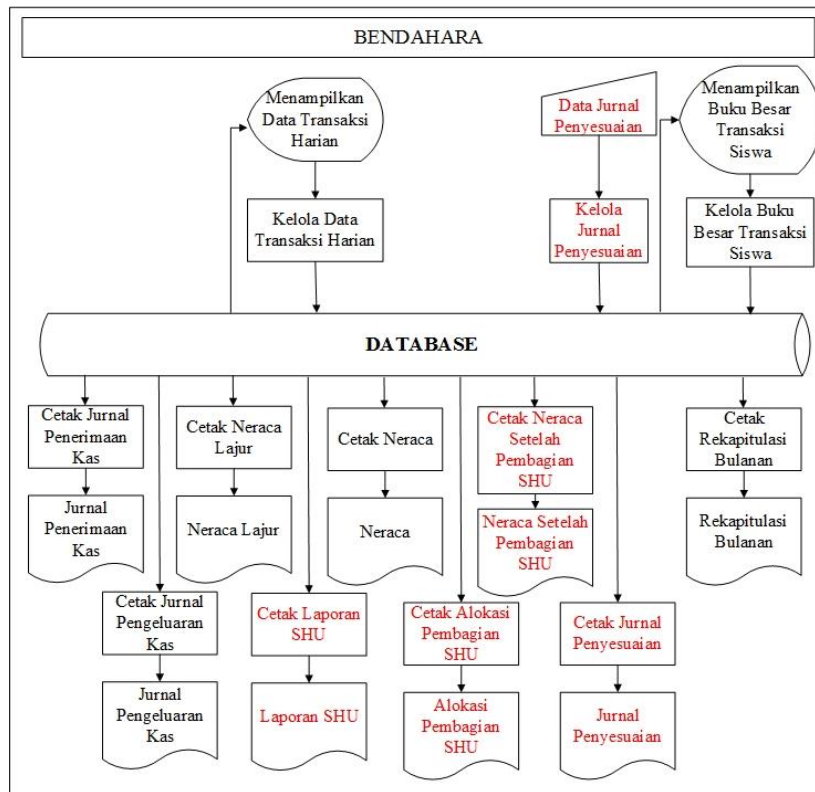 BENDAHARA
Menampilkan
Data Transaksi
Harian
Data Jurnal
Penyesuaian
Menampilkan
Buku Besar
Transaksi
Siswa
Kelola Data
Transaksi Harian
Kelola
Jurnal
Penyesuaian
Kelola Buku
Besar Transaksi
Siswa
DATABASE
Cetak Jurnal
Penerimaan
Kas
Cetak Neraca
Lajur
Cetak Neraca
Cetak Neraca
Setelah
Pembagian
SHU
Cetak
Rekapitulasi
Bulanan
Jurnal
Penerimaan
Kas
Neraca Lajur
Neraca
Neraca Setelah
Pembagian
SHU
Rekapitulasi
Bulanan
Cetak Jurnal
Pengeluaran
Kas
Cetak Laporan
SHU
Cetak Alokasi
Pembagian
SHU
Cetak Jurnal
Penyesuaian
Jurnal
Pengeluaran
Kas
Laporan SHU
Alokasi
Pembagian
SHU
Jurnal
Penyesuaian